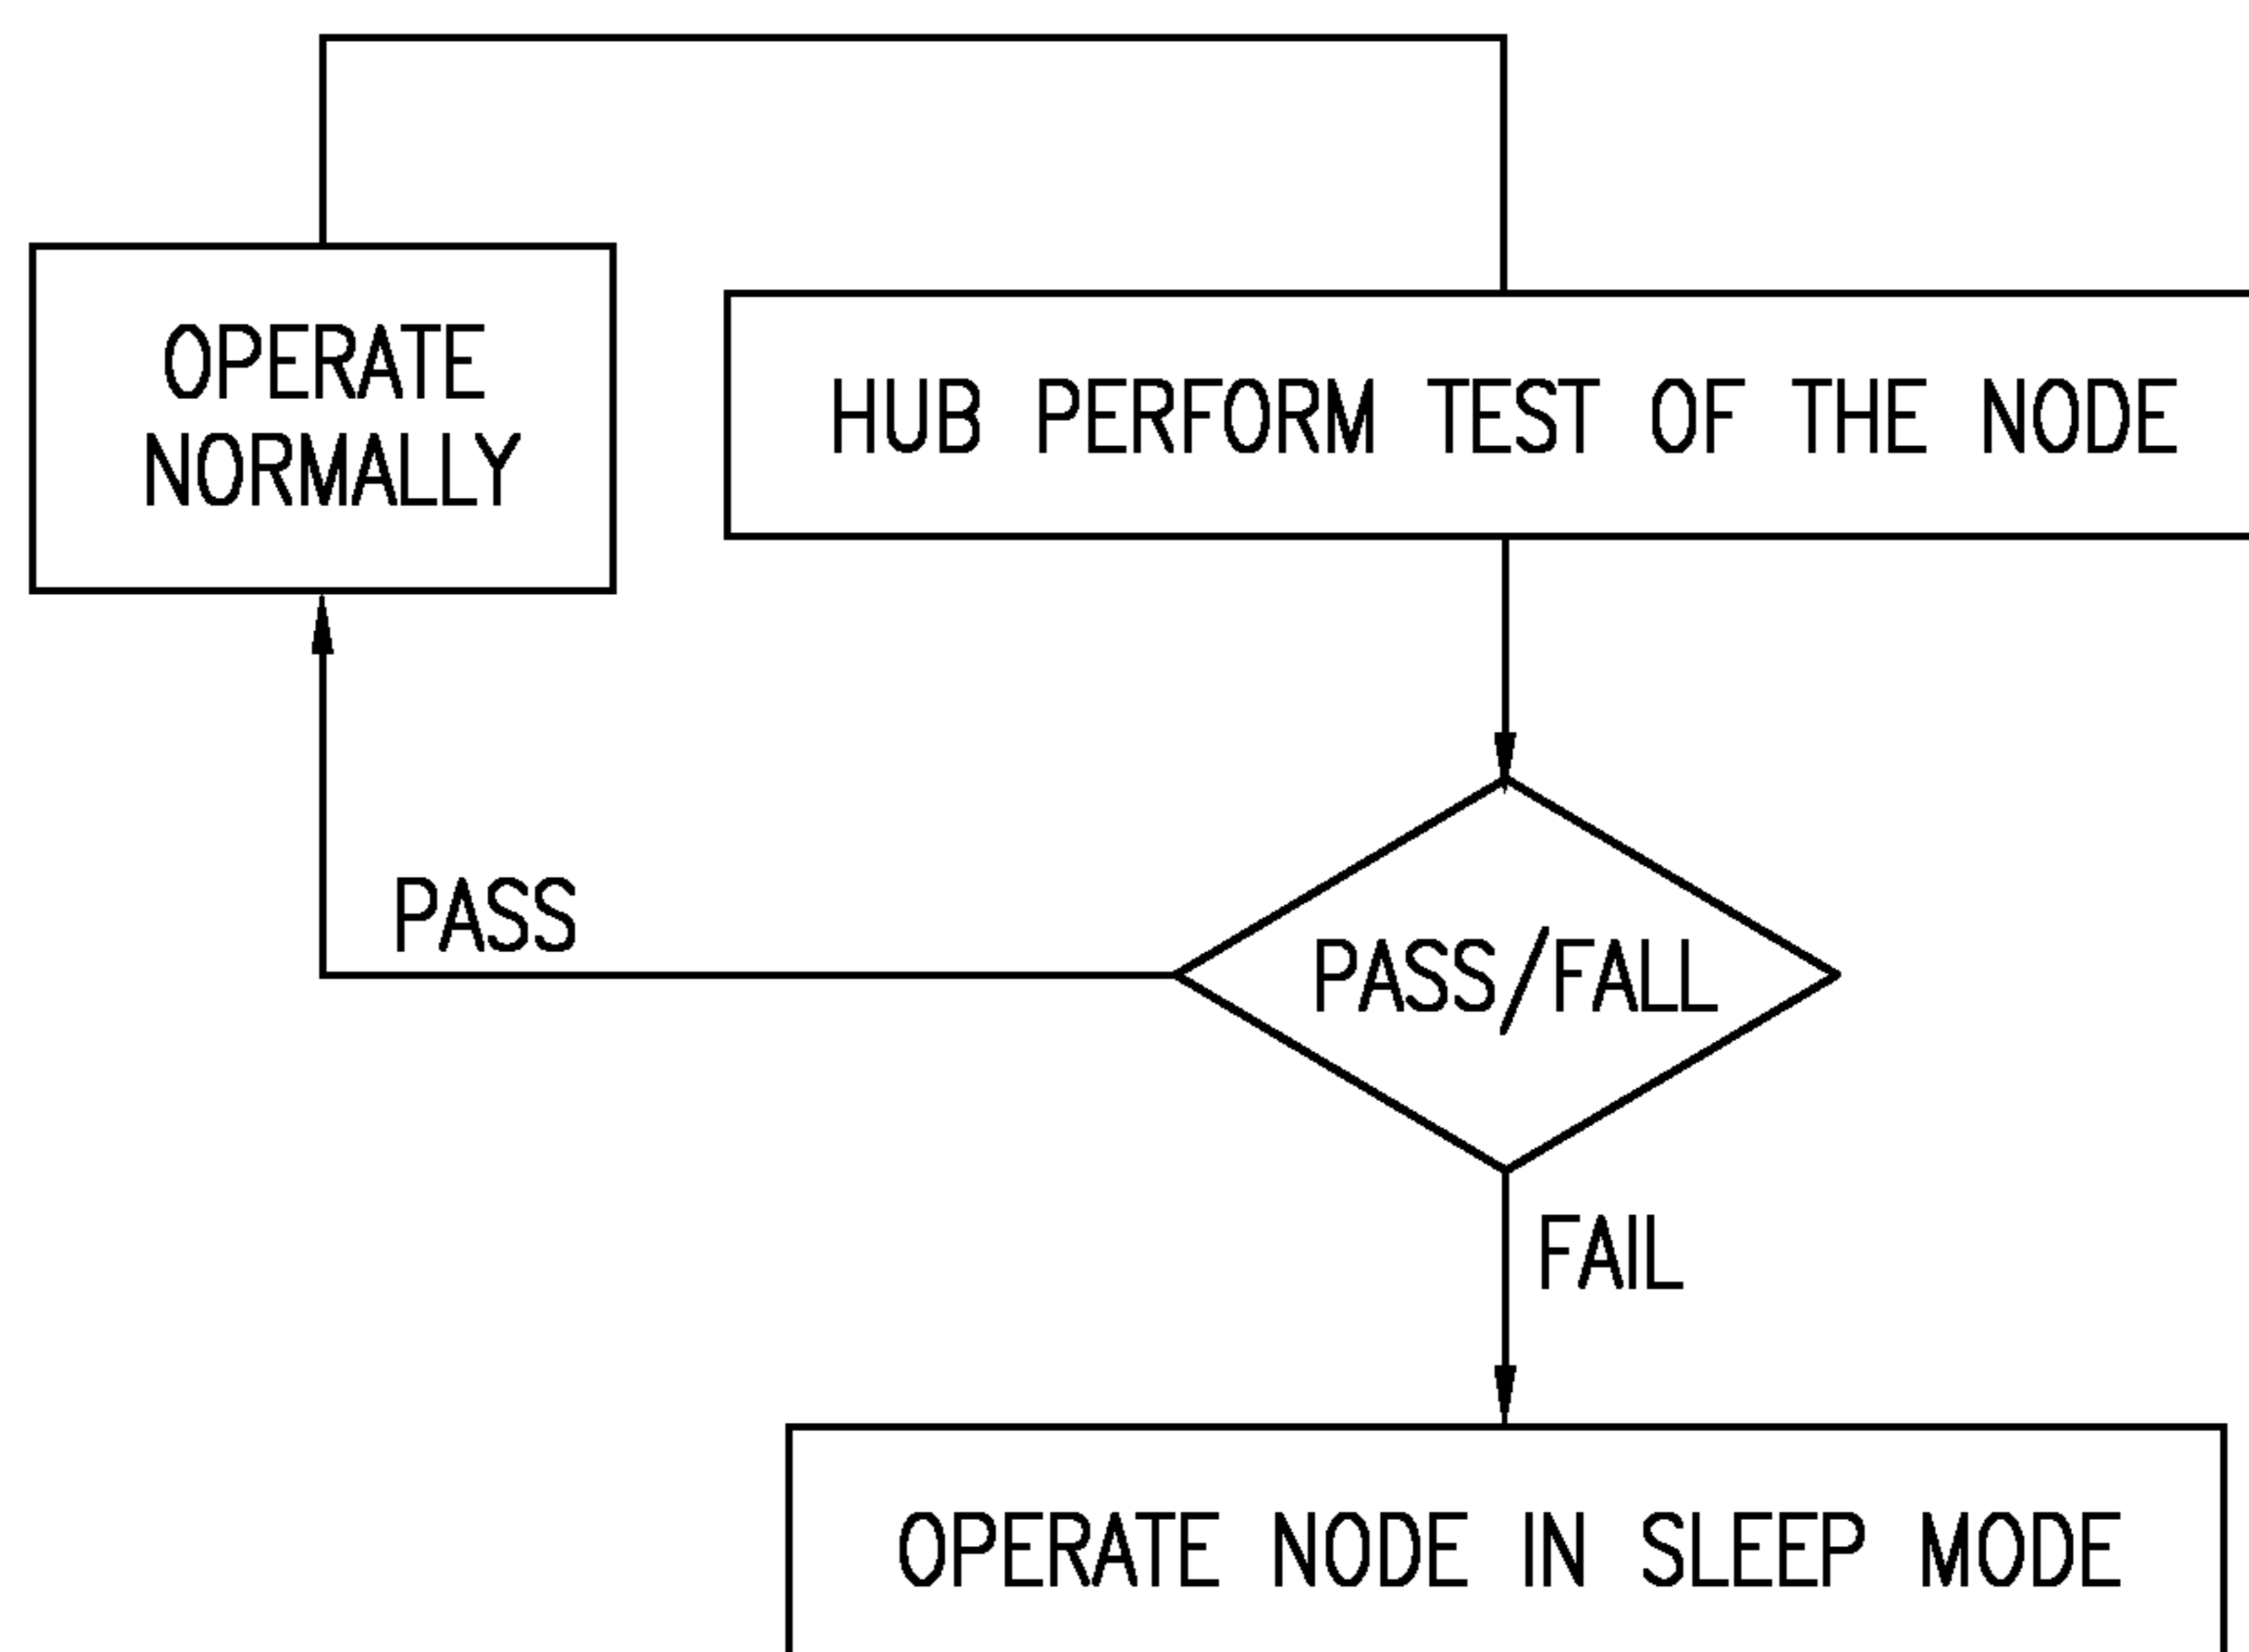 OPERATE
NORMALLY
HUB PERFORM TEST OF THE NODE
PASS
PASS/FALL
FAIL
OPERATE NODE IN SLEEP MODE